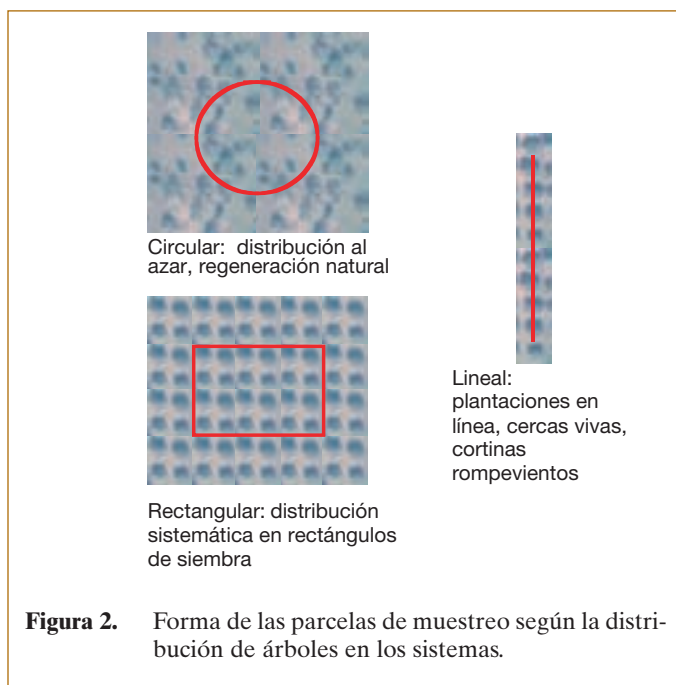 Circular: distribución al
azar, regeneración natural
Rectangular: distribución
sistemática en rectángulos
de siembra
Lineal:
plantaciones en
línea, cercas vivas,
cortinas
rompevientos
Figura 2. Forma de las parcelas de muestreo según la distri-
bución de árboles en los sistemas.